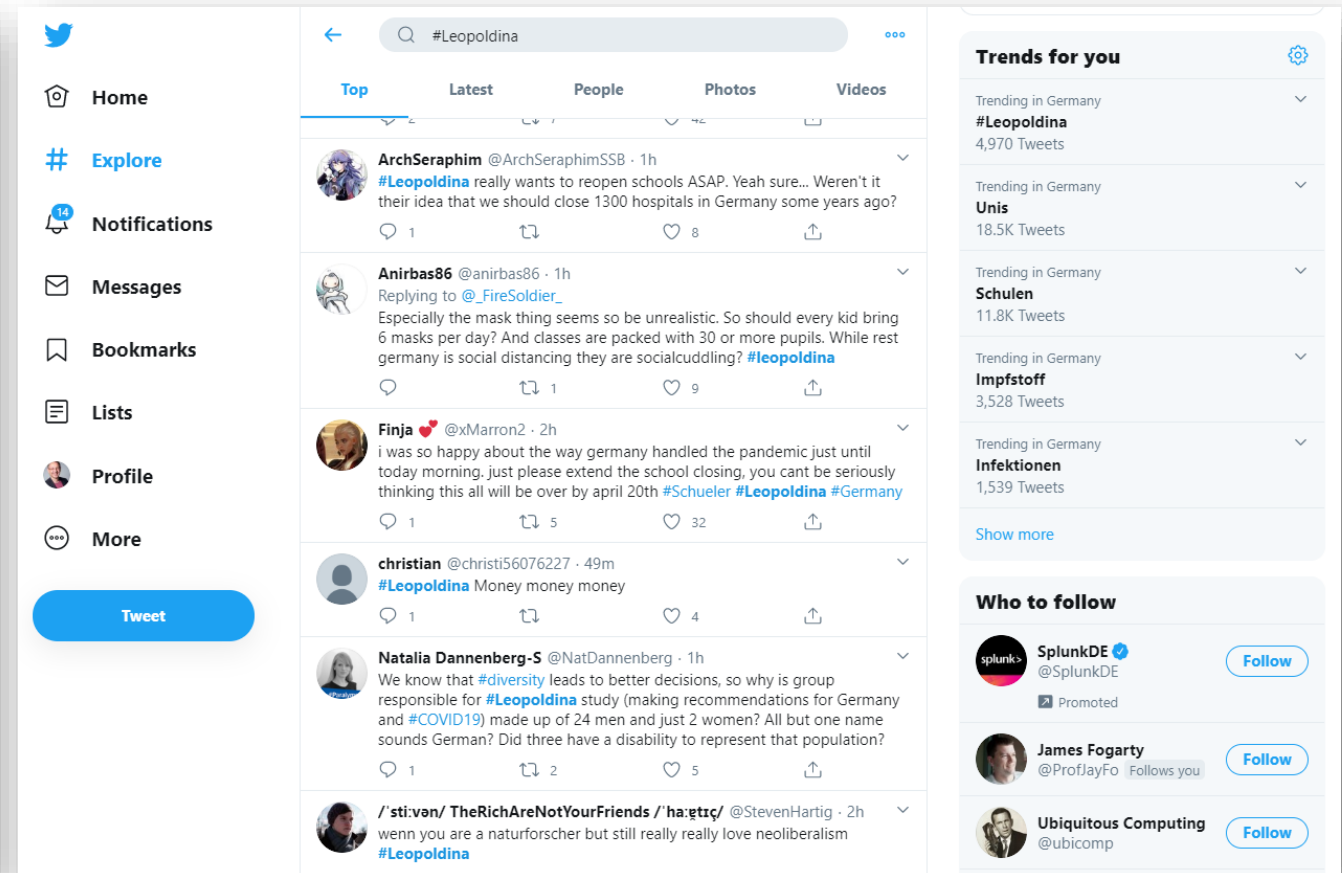 Home
Explore
14
Notifications
Messages
Bookmarks
Lists
Profile
More
Tweet
#Leopoldina
Top Latest People Photos Videos
2 7 42
ArchSeraphim @ArchSeraphimSSB · 1h
#Leopoldina really wants to reopen schools ASAP. Yeah sure... Weren't it
their idea that we should close 1300 hospitals in Germany some years ago?
1 8
Anirbas86 @anirbas86 · 1h
Replying to @_FireSoldier_
Especially the mask thing seems so be unrealistic. So should every kid bring
6 masks per day? And classes are packed with 30 or more pupils. While rest
germany is social distancing they are socialcuddling? #leopoldina
1 9
Finja 💕 @xMarron2 · 2h
i was so happy about the way germany handled the pandemic just until
today morning. just please extend the school closing, you cant be seriously
thinking this all will be over by april 20th #Schueler #Leopoldina #Germany
1 5 32
christian @christi56076227 · 49m
#Leopoldina Money money money
1 4
Natalia Dannenberg-S @NatDannenberg · 1h
We know that #diversity leads to better decisions, so why is group
responsible for #Leopoldina study (making recommendations for Germany
and #COVID19) made up of 24 men and just 2 women? All but one name
sounds German? Did three have a disability to represent that population?
1 2 5
/ˈstiːvən/ TheRichAreNotYourFriends /ˈhaːʁtɪç/ @StevenHartig · 2h
wenn you are a naturforscher but still really really love neoliberalism
#Leopoldina
Trends for you
Trending in Germany
#Leopoldina
4,970 Tweets
Trending in Germany
Unis
18.5K Tweets
Trending in Germany
Schulen
11.8K Tweets
Trending in Germany
Impfstoff
3,528 Tweets
Trending in Germany
Infektionen
1,539 Tweets
Show more
Who to follow
splunk>
SplunkDE
@SplunkDE
Follow
Promoted
James Fogarty
@ProfJayFo Follows you
Follow
Ubiquitous Computing
@ubicomp
Follow